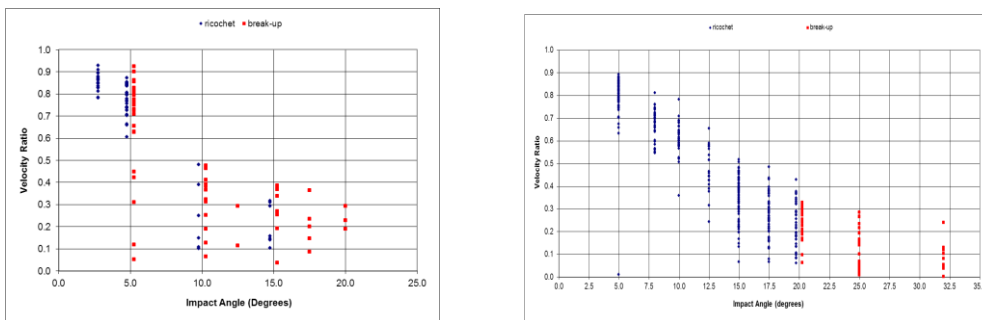 ricochet break-up
1.0
0.9
0.8
0.7
0.6
0.5
0.4
0.3
0.2
0.1
0.0
Velocity Ratio
0.0 5.0 10.0 15.0 20.0 25.0
Impact Angle (Degrees)
ricochet break-up
1.0
0.9
0.8
0.7
0.6
0.5
0.4
0.3
0.2
0.1
0.0
Velocity Ratio
0.0 2.5 5.0 7.5 10.0 12.5 15.0 17.5 20.0 22.5 25.0 27.5 30.0 32.5 35.
Impact Angle (degrees)